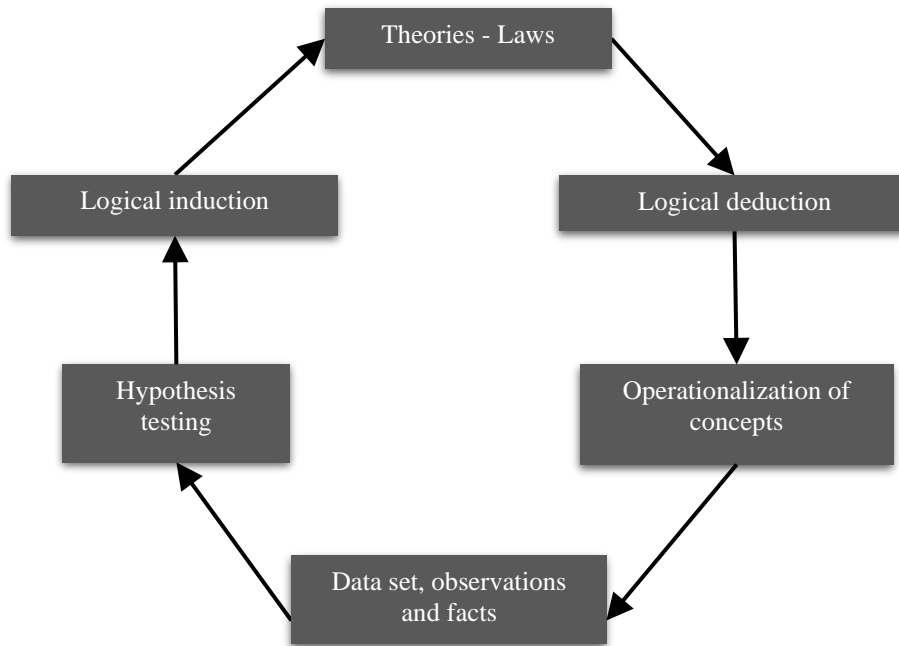 Theories - Laws
Logical induction
Logical deduction
Hypothesis
testing
Operationalization of
concepts
Data set, observations
and facts